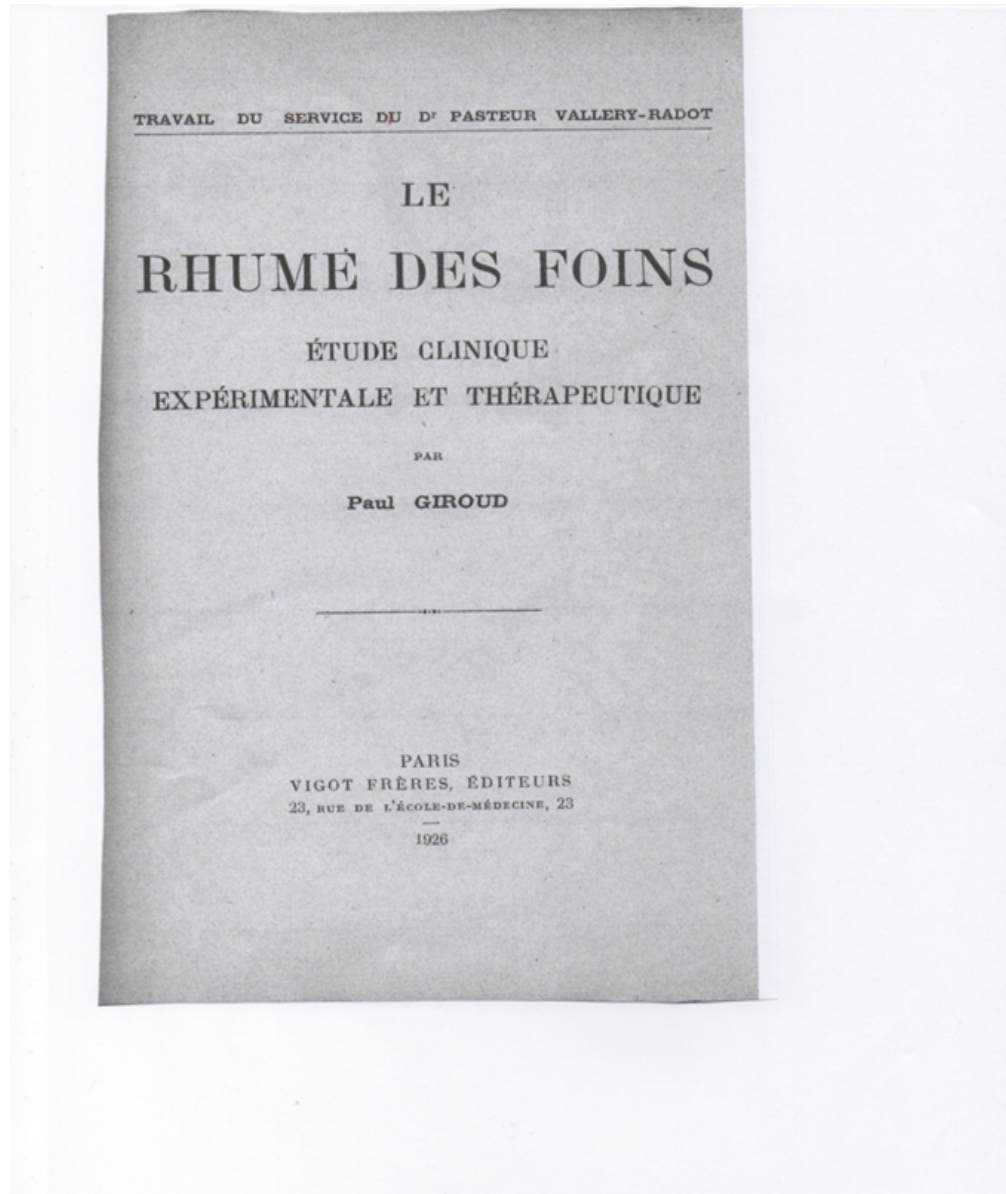 TRAVAIL DU SERVICE DU Dr PASTEUR VALLERY-RADOT
LE
RHUME DES FOINS
ÉTUDE CLINIQUE
EXPÉRIMENTALE ET THÉRAPEUTIQUE
PAR
Paul GIROUD
PARIS
VIGOT FRÈRES, ÉDITEURS
23, RUE DE L'ÉCOLE-DE-MÉDECINE, 23
1926